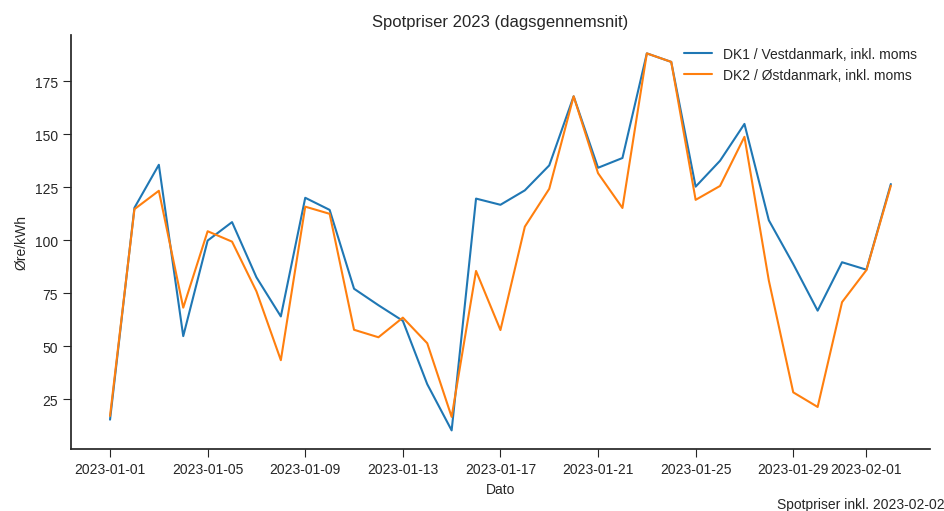 Spotpriser 2023 (dagsgennemsnit)
DK1 / Vestdanmark, inkl. moms
DK2 / Østdanmark, inkl. moms
175
150
125
100
75
50
25
Øre/kWh
2023-01-01 2023-01-05 2023-01-09 2023-01-13 2023-01-17 2023-01-21 2023-01-25 2023-01-29 2023-02-01
Dato
Spotpriser inkl. 2023-02-02